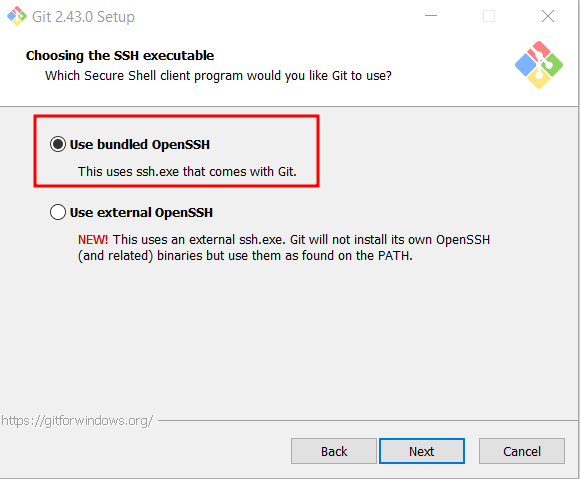 Git 2.43.0 Setup
Choosing the SSH executable
Which Secure Shell client program would you like Git to use?
Use bundled OpenSSH
This uses ssh.exe that comes with Git.
Use external OpenSSH
NEW! This uses an external ssh.exe. Git will not install its own OpenSSH
(and related) binaries but use them as found on the PATH.
https://gitforwindows.org/
Back Next Cancel